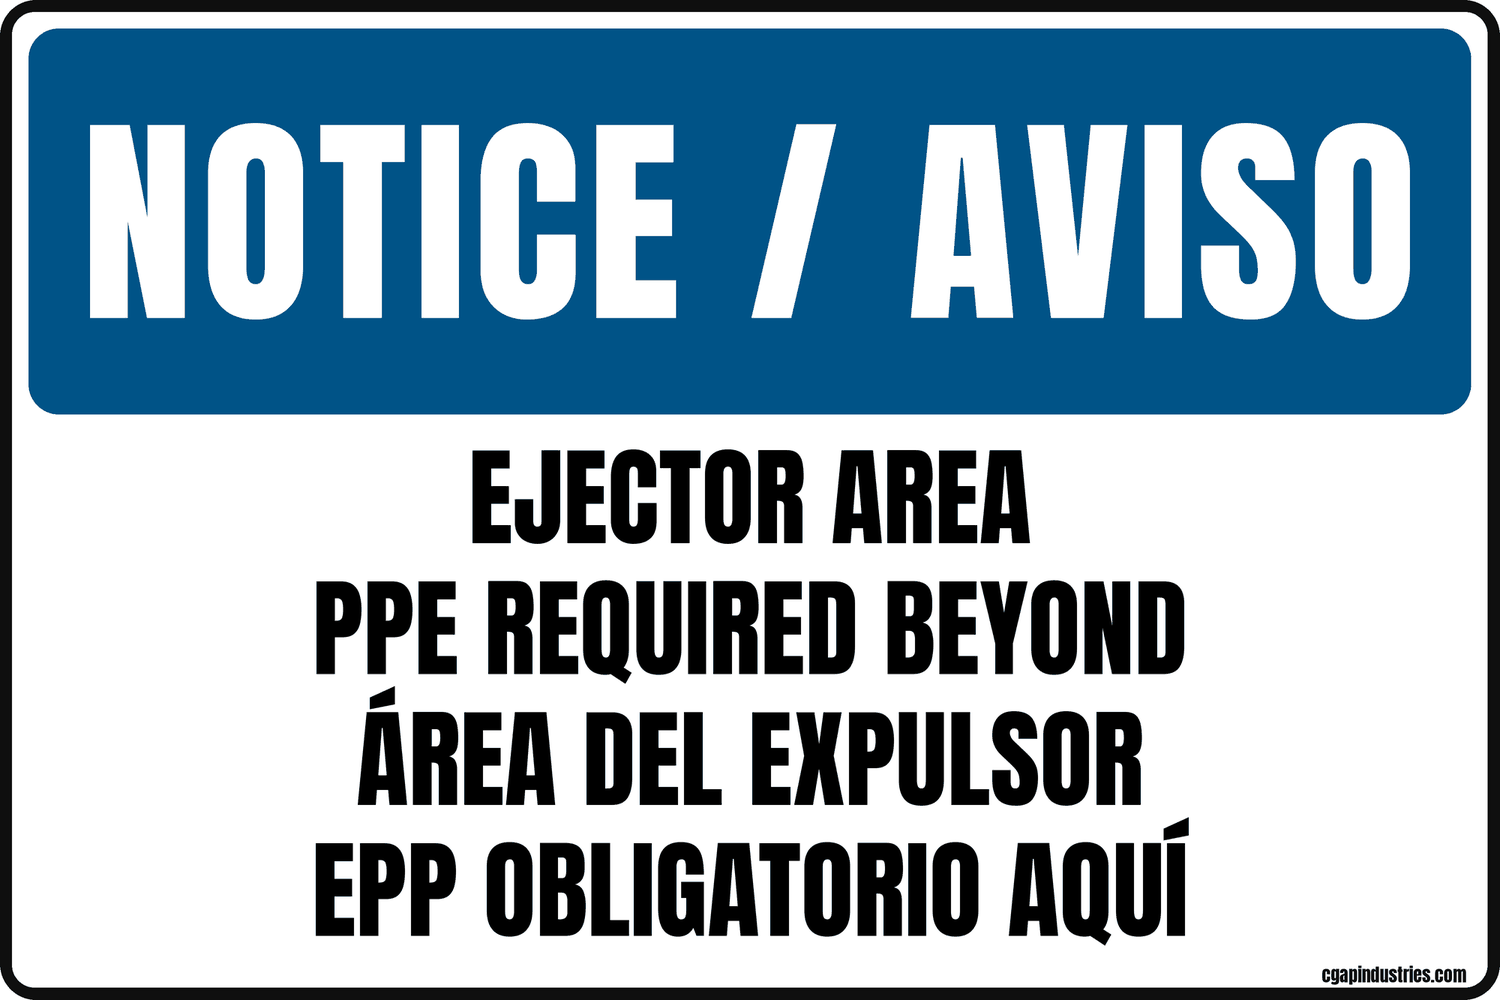 NOTICE / AVISO
EJECTOR AREA
PPE REQUIRED BEYOND
ÁREA DEL EXPULSOR
EPP OBLIGATORIO AQUÍ
cgapindustries.com